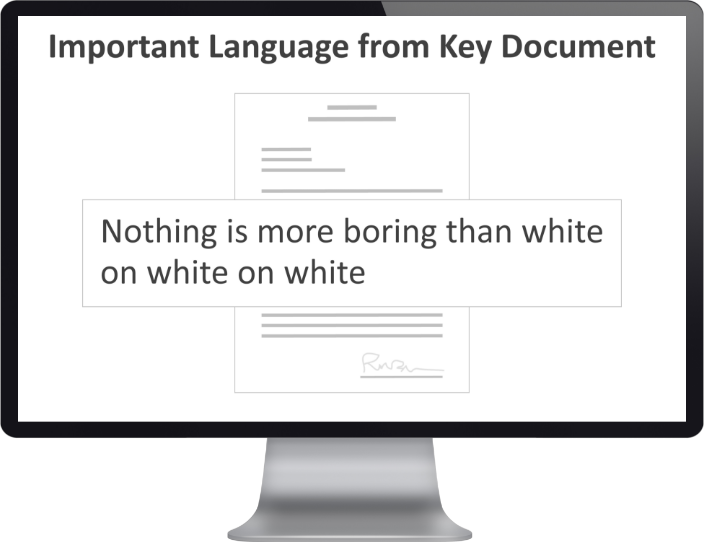 Important Language from Key Document
Nothing is more boring than white
on white on white